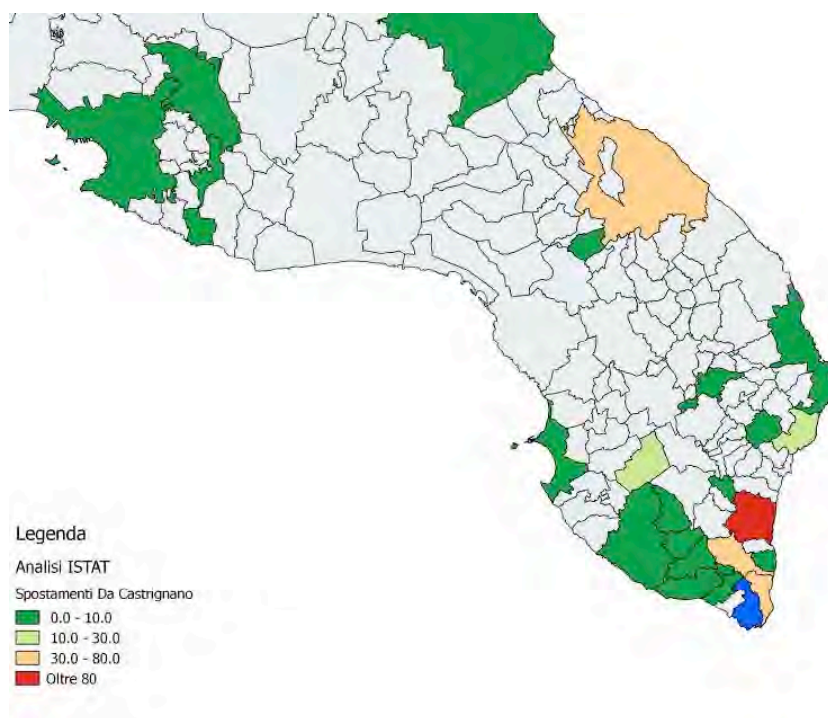 Legenda
Analisi ISTAT
Spostamenti Da Castrignano
0.0 - 10.0
10.0 - 30.0
30.0 - 80.0
Oltre 80